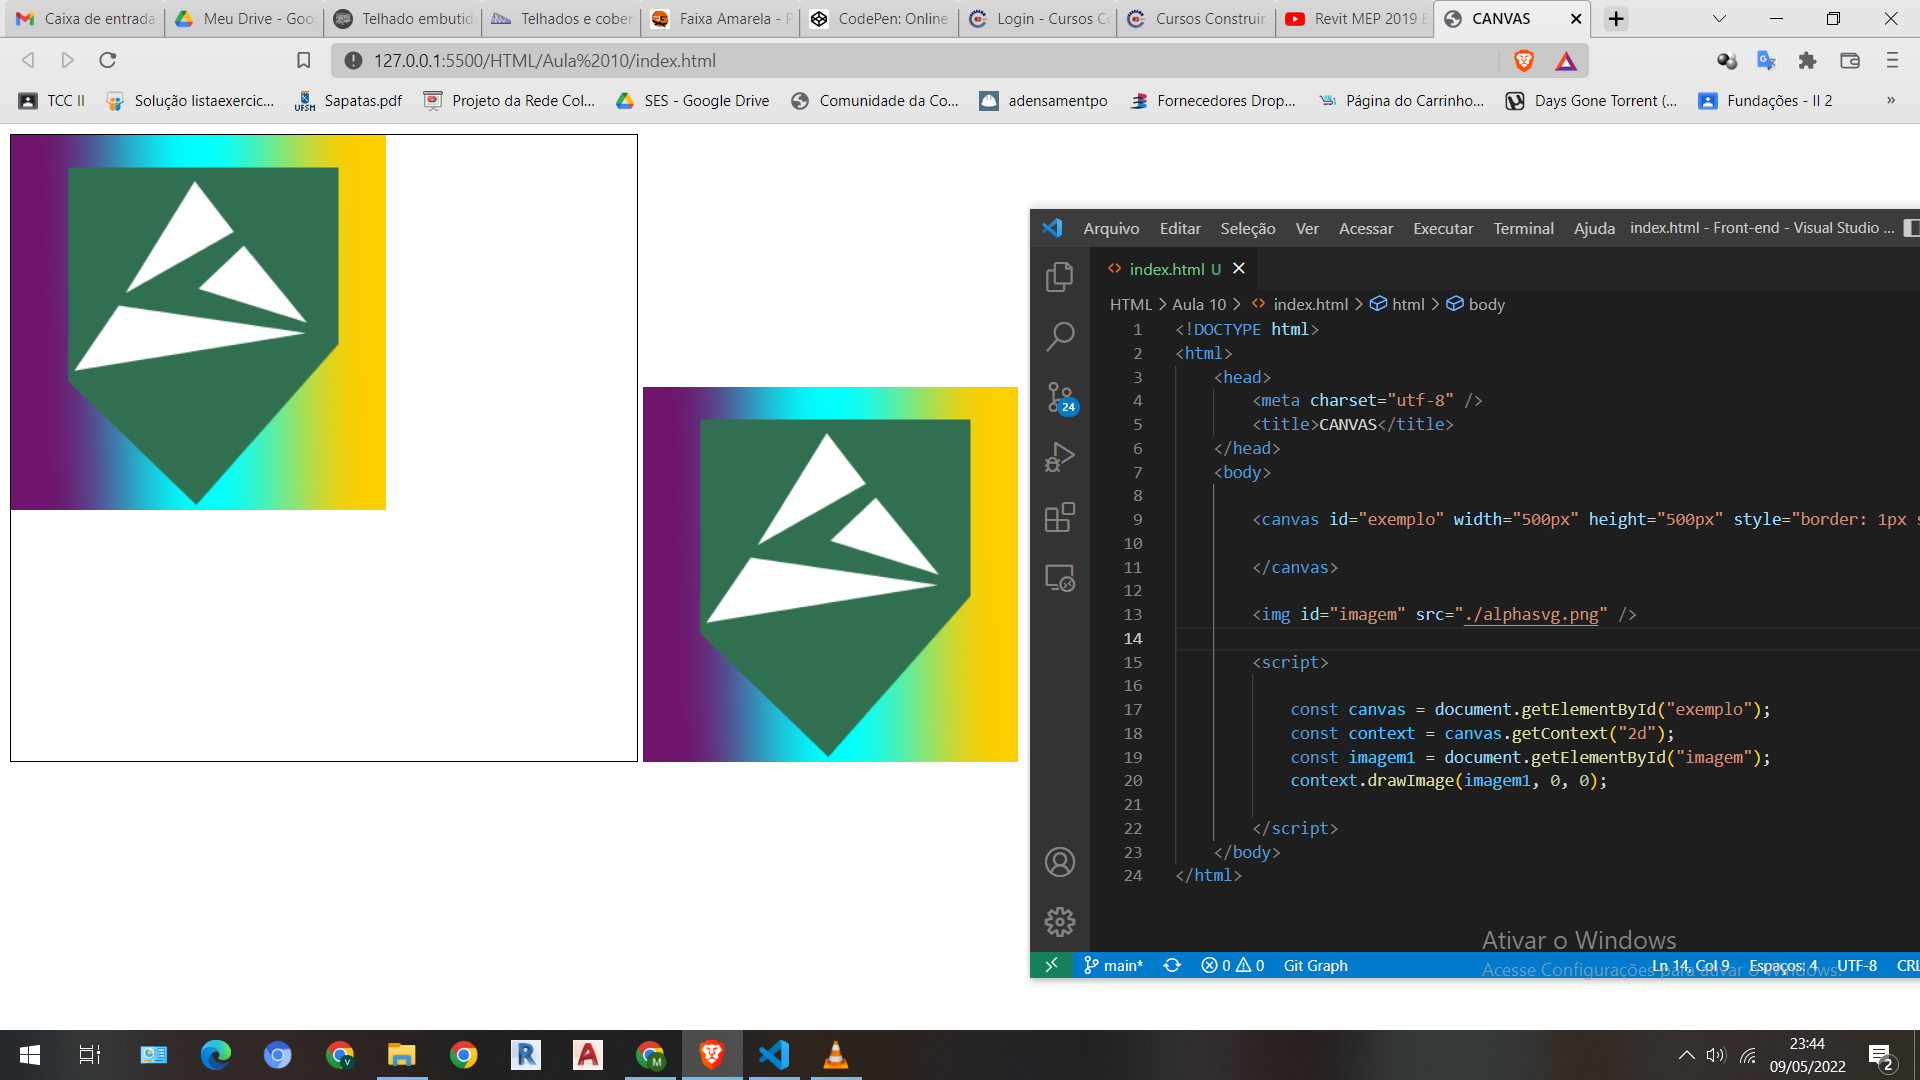 Caixa de entrada
Meu Drive - Goo
Telhado embutid
Telhados e cober
Faixa Amarela - P
CodePen: Online
Login - Cursos Co
Cursos Construir
Revit MEP 2019 E
CANVAS
127.0.0.1:5500/HTML/Aula%2010/index.html
TCC II
Solução listaexercic...
Sapatas.pdf
Projeto da Rede Col...
SES - Google Drive
Comunidade da Co...
adensamentpo
Fornecedores Drop...
Página do Carrinho...
Days Gone Torrent (...
Fundações - II 2
»
Arquivo Editar Seleção Ver Acessar Executar Terminal Ajuda index.html - Front-end - Visual Studio ...
index.html U
HTML > Aula 10 > index.html > html > body
24
1 <!DOCTYPE html>
2 <html>
3 <head>
4 <meta charset="utf-8" />
5 <title>CANVAS</title>
6 </head>
7 <body>
8
9 <canvas id="exemplo" width="500px" height="500px" style="border: 1px s
10
11 </canvas>
12
13 <img id="imagem" src="./alphasvg.png" />
14
15 <script>
16
17 const canvas = document.getElementById("exemplo");
18 const context = canvas.getContext("2d");
19 const imagem1 = document.getElementById("imagem");
20 context.drawImage(imagem1, 0, 0);
21
22 </script>
23 </body>
24 </html>
Ativar o Windows
Acesse Configurações para ativar o Windows.
main* 0 0 Git Graph Ln 14, Col 9 Espaços: 4 UTF-8 CRL
23:44
09/05/2022
2